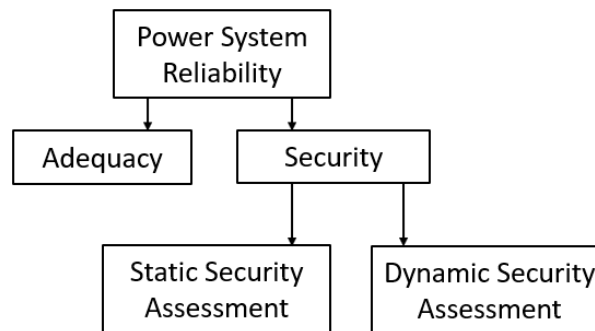 Power System
Reliability
Adequacy
Security
Static Security
Assessment
Dynamic Security
Assessment